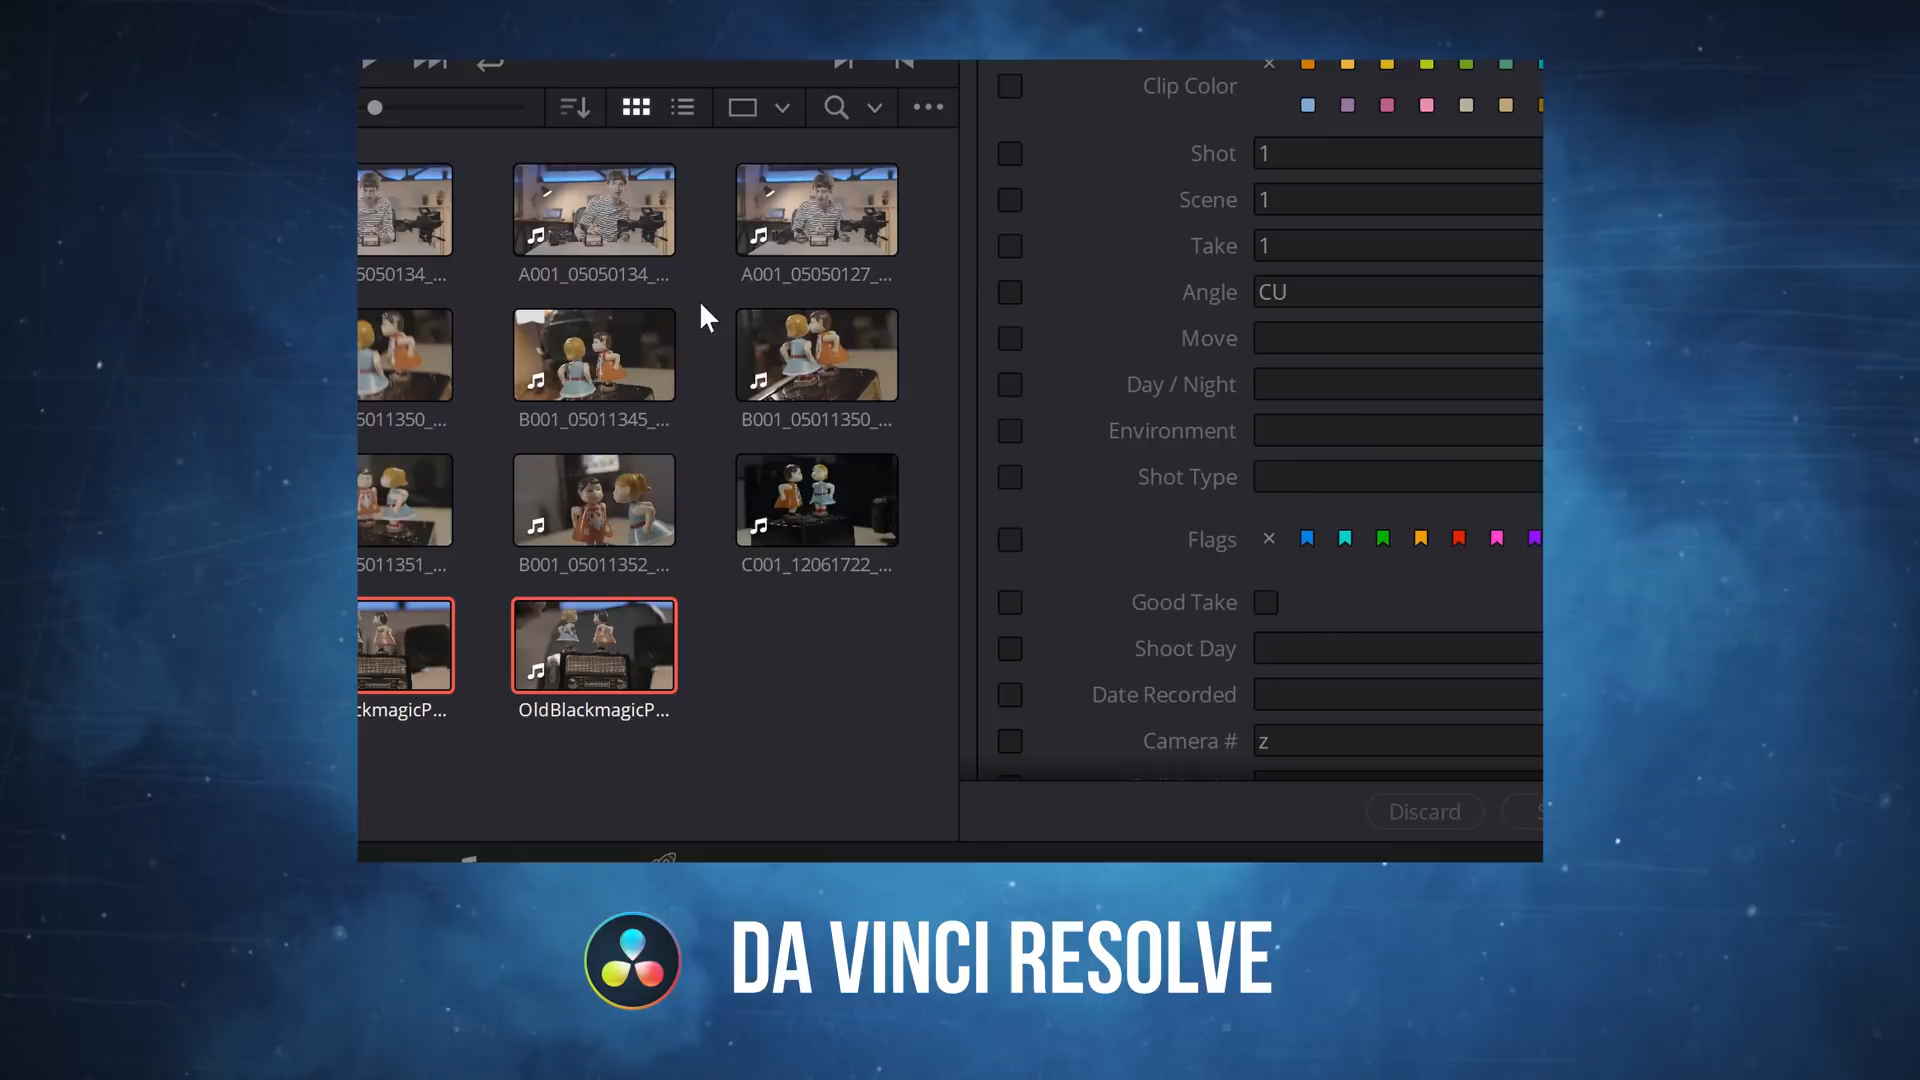 Clip Color
Shot 1
Scene 1
Take 1
Angle CU
Move
Day / Night
Environment
Shot Type
Flags
Good Take
Shoot Day
Date Recorded
Camera # z
Discard
5050134_...
A001_05050134_...
A001_05050127_...
5011350_...
B001_05011345_...
B001_05011350_...
5011351_...
B001_05011352_...
C001_12061722_...
ckmagicP...
OldBlackmagicP...
DA VINCI RESOLVE